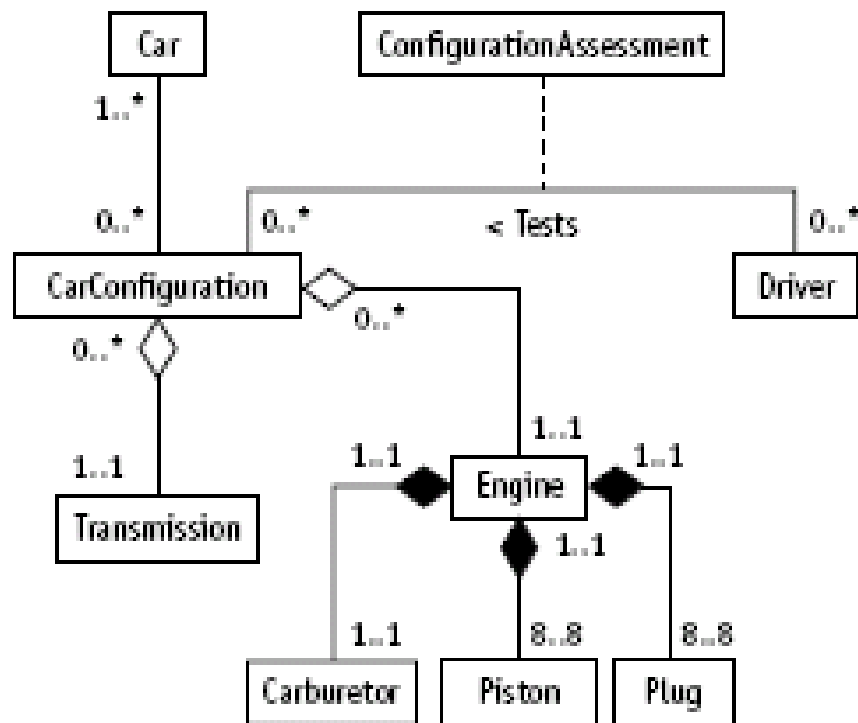 Car
ConfigurationAssessment
1..*
0..*
0..*
< Tests
0..*
CarConfiguration
Driver
0..*
0..*
1..1
1..1
1..1
1..1
Engine
Transmission
1..1
1..1
8..8
8..8
Carburetor
Piston
Plug